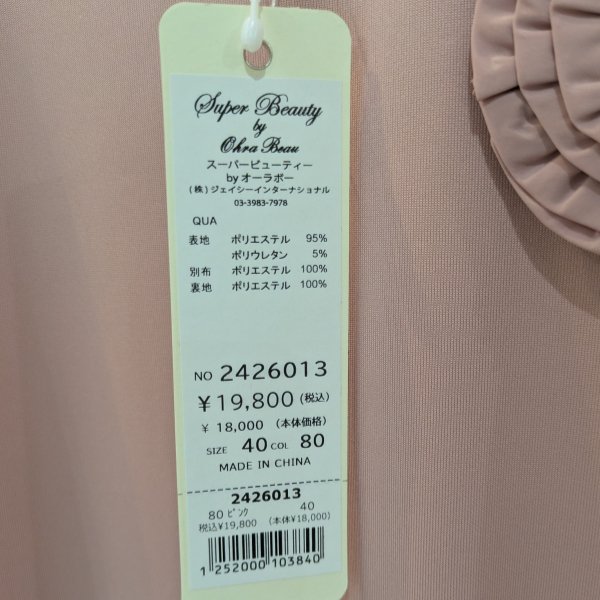 Super Beauty
by
Ohra Beau
スーパービューティー
by オーラボー
(株)ジェイシーインターナショナル
03-3983-7978
QUA
表地 ポリエステル 95%
ポリウレタン 5%
別布 ポリエステル 100%
裏地 ポリエステル 100%
NO 2426013
¥19,800 (税込)
¥ 18,000 (本体価格)
SIZE 40 COL 80
MADE IN CHINA
2426013
80 ピンク 40
税込¥19,800 (本体¥18,000)
1 252000 103840